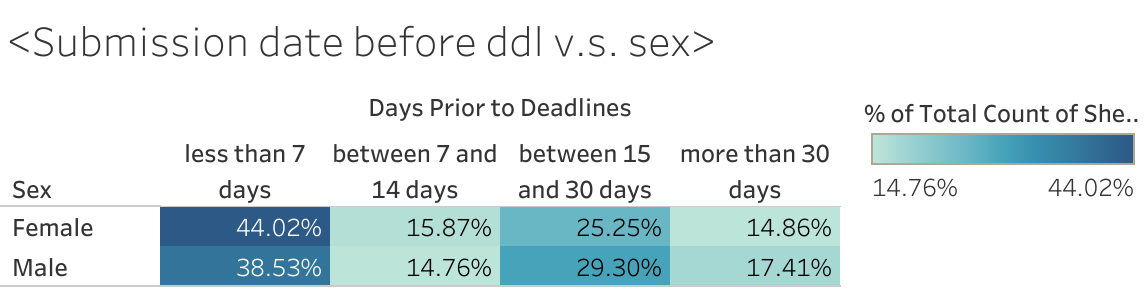 <Submission date before ddl v.s. sex>
Days Prior to Deadlines
% of Total Count of She..
less than 7 between 7 and between 15 more than 30
Sex days 14 days and 30 days days
14.76% 44.02%
Female 44.02% 15.87% 25.25% 14.86%
Male 38.53% 14.76% 29.30% 17.41%